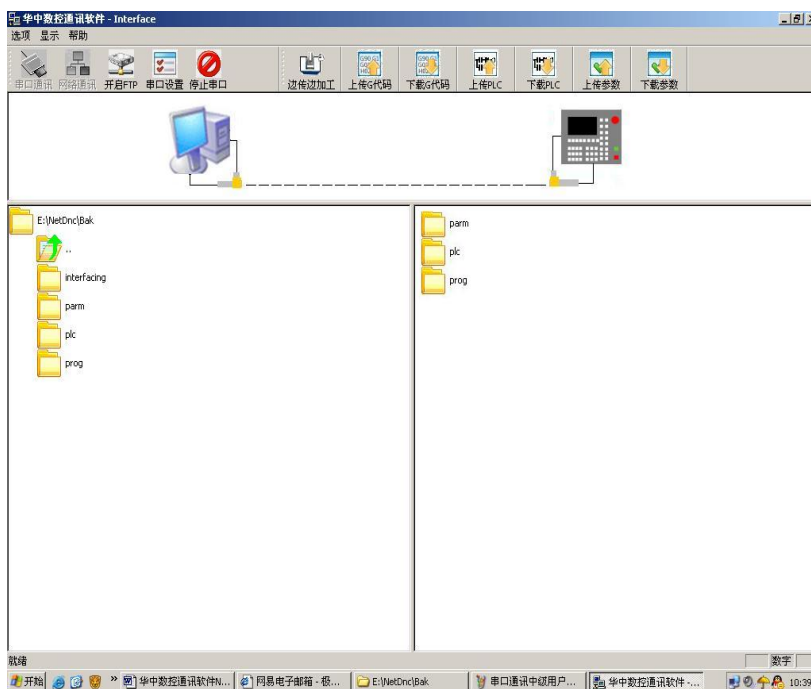 华中数控通讯软件 - Interface
选项 显示 帮助
串口通讯 网络通讯 开启FTP 串口设置 停止串口 边传边加工 上传G代码 下载G代码 上传PLC 下载PLC 上传参数 下载参数
E:\NetDnc\Bak
..
interfacing
parm
plc
prog
parm
plc
prog
就绪 数字
开始 » 华中数控通讯软件N... 网易电子邮箱 - 极... E:\NetDnc\Bak 串口通讯中级用户... 华中数控通讯软件 -... 10:39